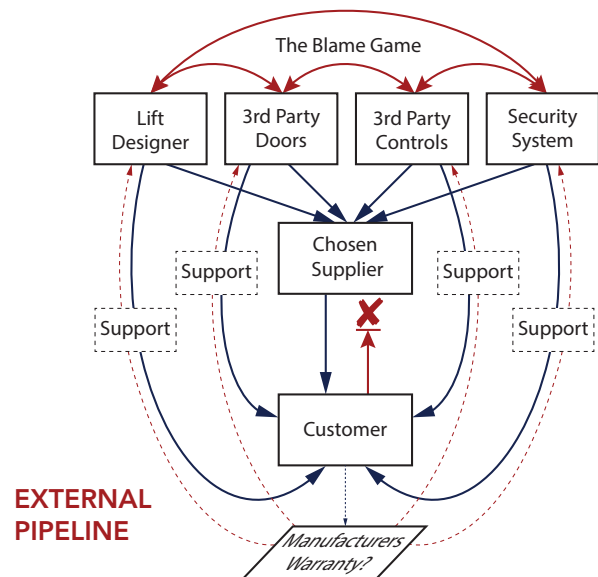 The Blame Game
Lift
Designer
3rd Party
Doors
3rd Party
Controls
Security
System
Chosen
Supplier
Support
Support
Support
Support
Customer
EXTERNAL
PIPELINE
Manufacturers
Warranty?